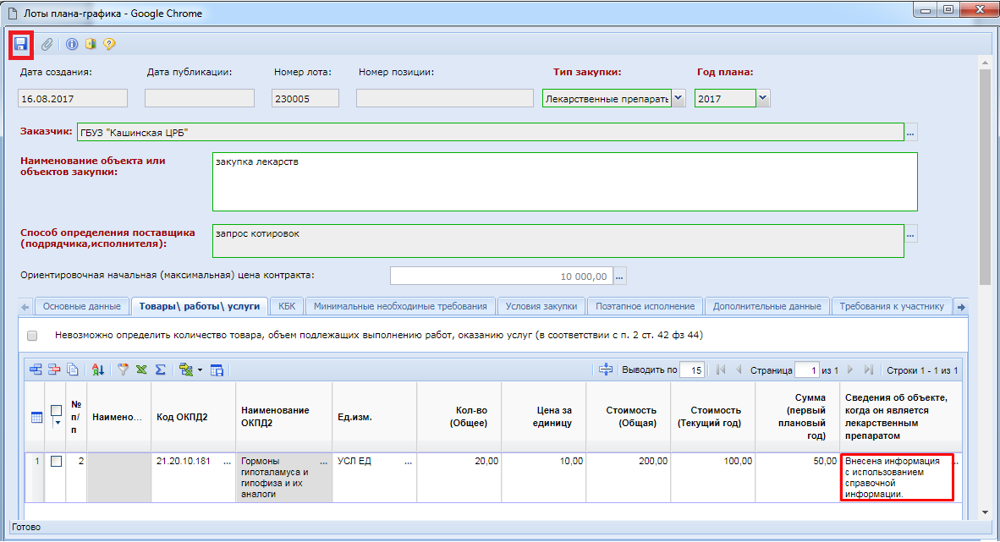 Лоты плана-графика - Google Chrome
Дата создания: Дата публикации: Номер лота: Номер позиции: Тип закупки: Год плана:
16.08.2017 230005 Лекарственные препараты 2017
Заказчик: ГБУЗ "Кашинская ЦРБ" ...
Наименование объекта или
объектов закупки:
закупка лекарств
Способ определения поставщика
(подрядчика,исполнителя):
запрос котировок ...
Ориентировочная начальная (максимальная) цена контракта: 10 000,00 ...
Основные данные Товары\ работы\ услуги КБК Минимальные необходимые требования Условия закупки Поэтапное исполнение Дополнительные данные Требования к участнику
Невозможно определить количество товара, объем подлежащих выполнению работ, оказанию услуг (в соответствии с п. 2 ст. 42 фз 44)
Выводить по 15 Страница 1 из 1 Строки 1 - 1 из 1
№
п/
п
Наимено...
Код ОКПД2
Наименование
ОКПД2
Ед.изм.
Кол-во
(Общее)
Цена за
единицу
Стоимость
(Общая)
Стоимость
(Текущий год)
Сумма
(первый
плановый
год)
Сведения об объекте,
когда он является
лекарственным
препаратом
1 2 21.20.10.181 ...
Гормоны ...
гипоталамуса и
гипофиза и их
аналоги
УСЛ ЕД ... 20,00 10,00 200,00 100,00 50,00
Внесена информация ...
с использованием
справочной
информации.
Готово